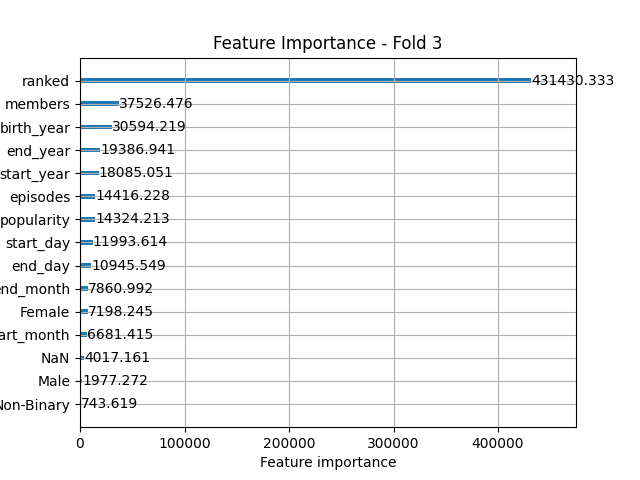 Feature Importance - Fold 3
ranked 431430.333
members 37526.476
birth_year 30594.219
end_year 19386.941
start_year 18085.051
episodes 14416.228
popularity 14324.213
start_day 11993.614
end_day 10945.549
end_month 7860.992
Female 7198.245
art_month 6681.415
NaN 4017.161
Male 1977.272
Non-Binary 743.619
0 100000 200000 300000 400000
Feature importance